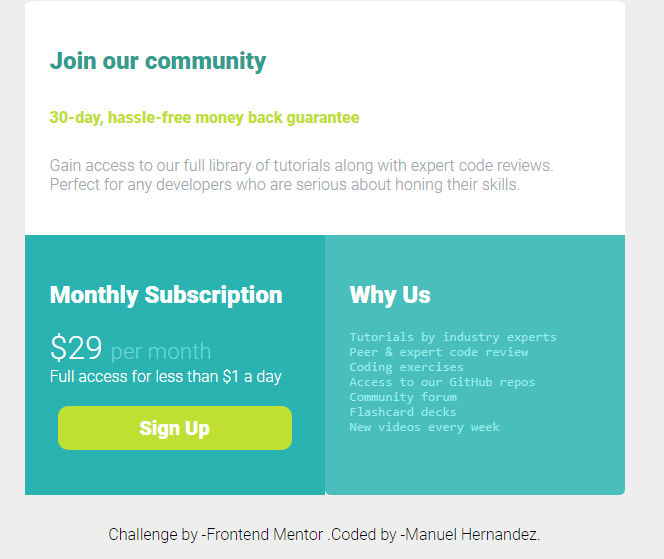 Join our community
30-day, hassle-free money back guarantee
Gain access to our full library of tutorials along with expert code reviews.
Perfect for any developers who are serious about honing their skills.
Monthly Subscription
$29 per month
Full access for less than $1 a day
Sign Up
Why Us
Tutorials by industry experts
Peer & expert code review
Coding exercises
Access to our GitHub repos
Community forum
Flashcard decks
New videos every week
Challenge by -Frontend Mentor .Coded by -Manuel Hernandez.